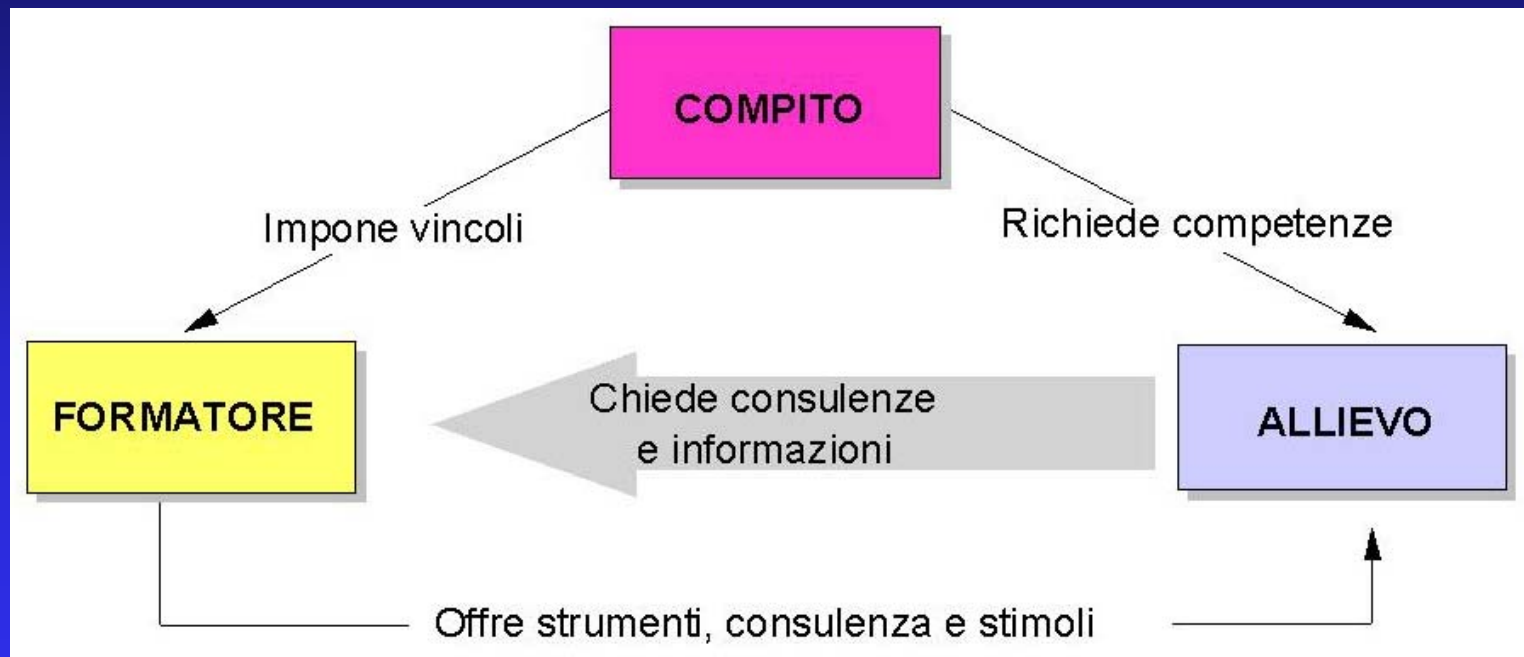 COMPITO
Impone vincoli
Richiede competenze
FORMATORE
Chiede consulenze
e informazioni
ALLIEVO
Offre strumenti, consulenza e stimoli